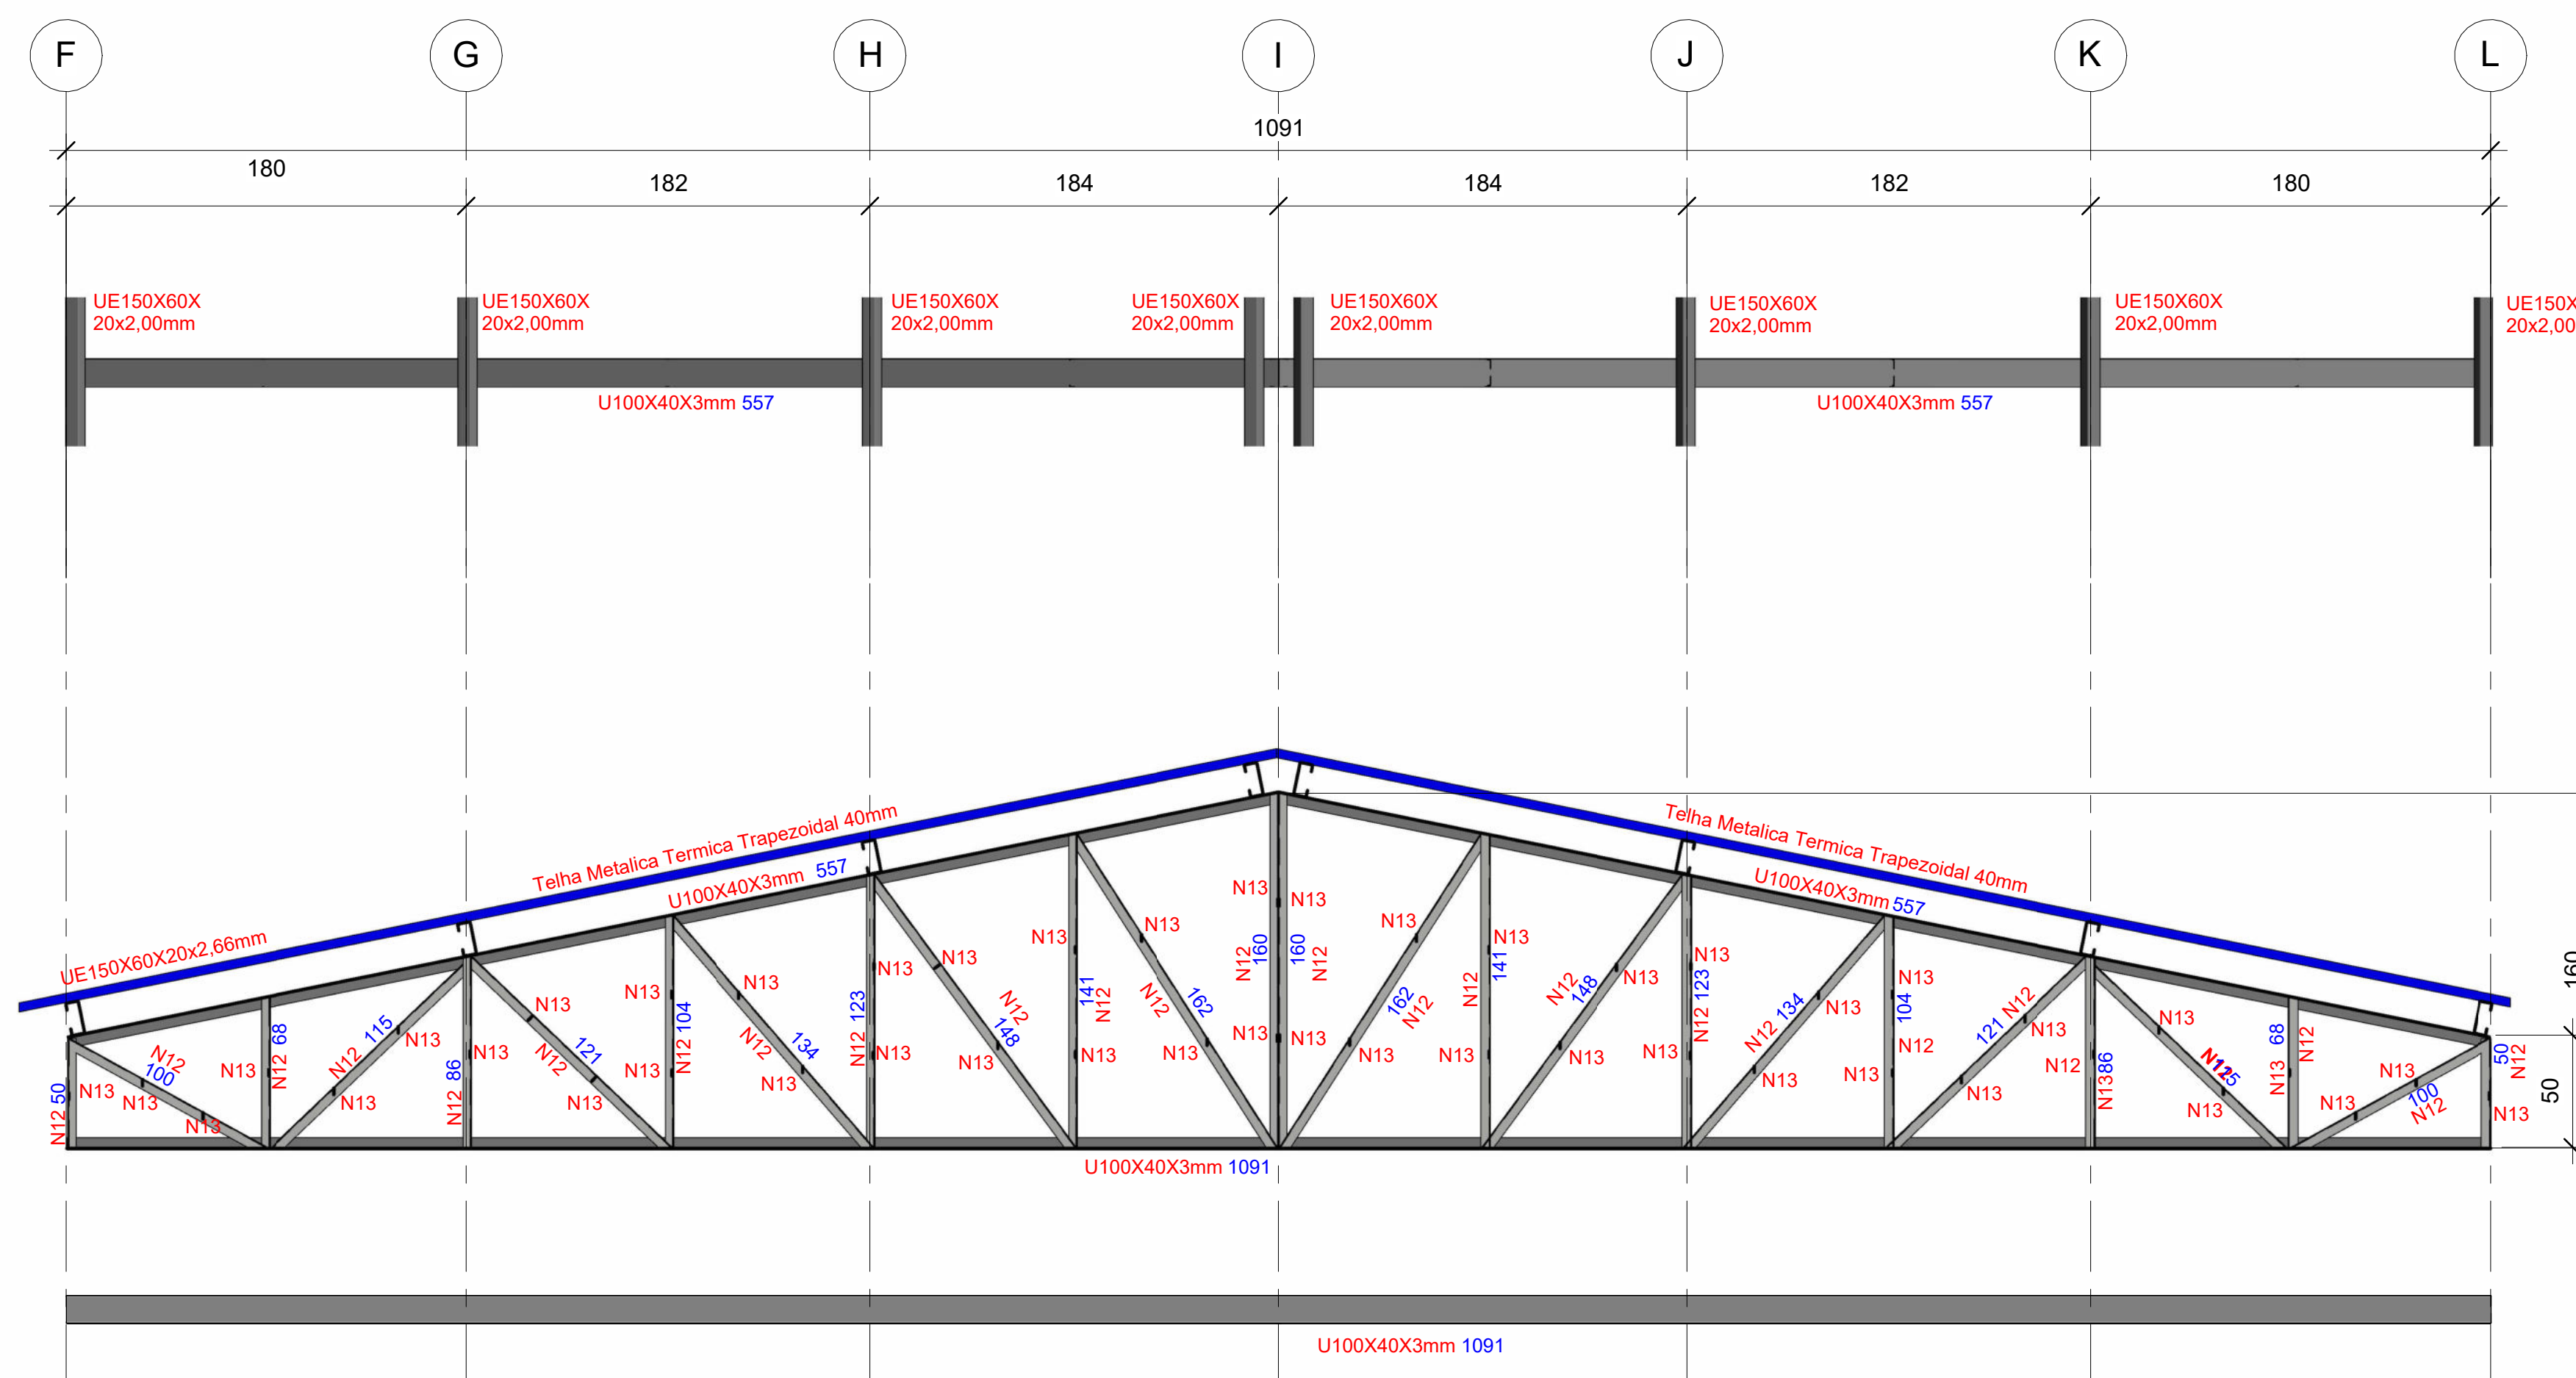 F
G
H
I
J
K
L
1091
180
182
184
184
182
180
UE150X60X
20x2,00mm
UE150X60X
20x2,00mm
UE150X60X
20x2,00mm
UE150X60X
20x2,00mm
UE150X60X
20x2,00mm
UE150X60X
20x2,00mm
UE150X60X
20x2,00mm
UE150X
20x2,00
U100X40X3mm 557
U100X40X3mm 557
Telha Metalica Termica Trapezoidal 40mm
Telha Metalica Termica Trapezoidal 40mm
U100X40X3mm 557
U100X40X3mm 557
UE150X60X20x2,66mm
N12 50
N13
N12
100
N13
N13
N13
N12 68
N12 115
N13
N13
N12 86
N13
N13
N12 121
N13
N13
N13
N12 104
N13
N12 134
N13
N12 123
N13
N13
N13
N12 148
N13
N13
141
N12
N13
N13
N12 162
N13
N13
N13
N12 160
160 N12
N13
N13
N13
162
N12
N13
N13
N12
141
N13
N12
148
N13
N13
N13
N12 123
N13
N12 134
N13
N13
N13
104
N12
N13
121 N12
N13
N13
N12
N13 86
N13
N13
68
N12
N13
N13
N13
100
N12
50
N12
N13
160
50
U100X40X3mm 1091
U100X40X3mm 1091